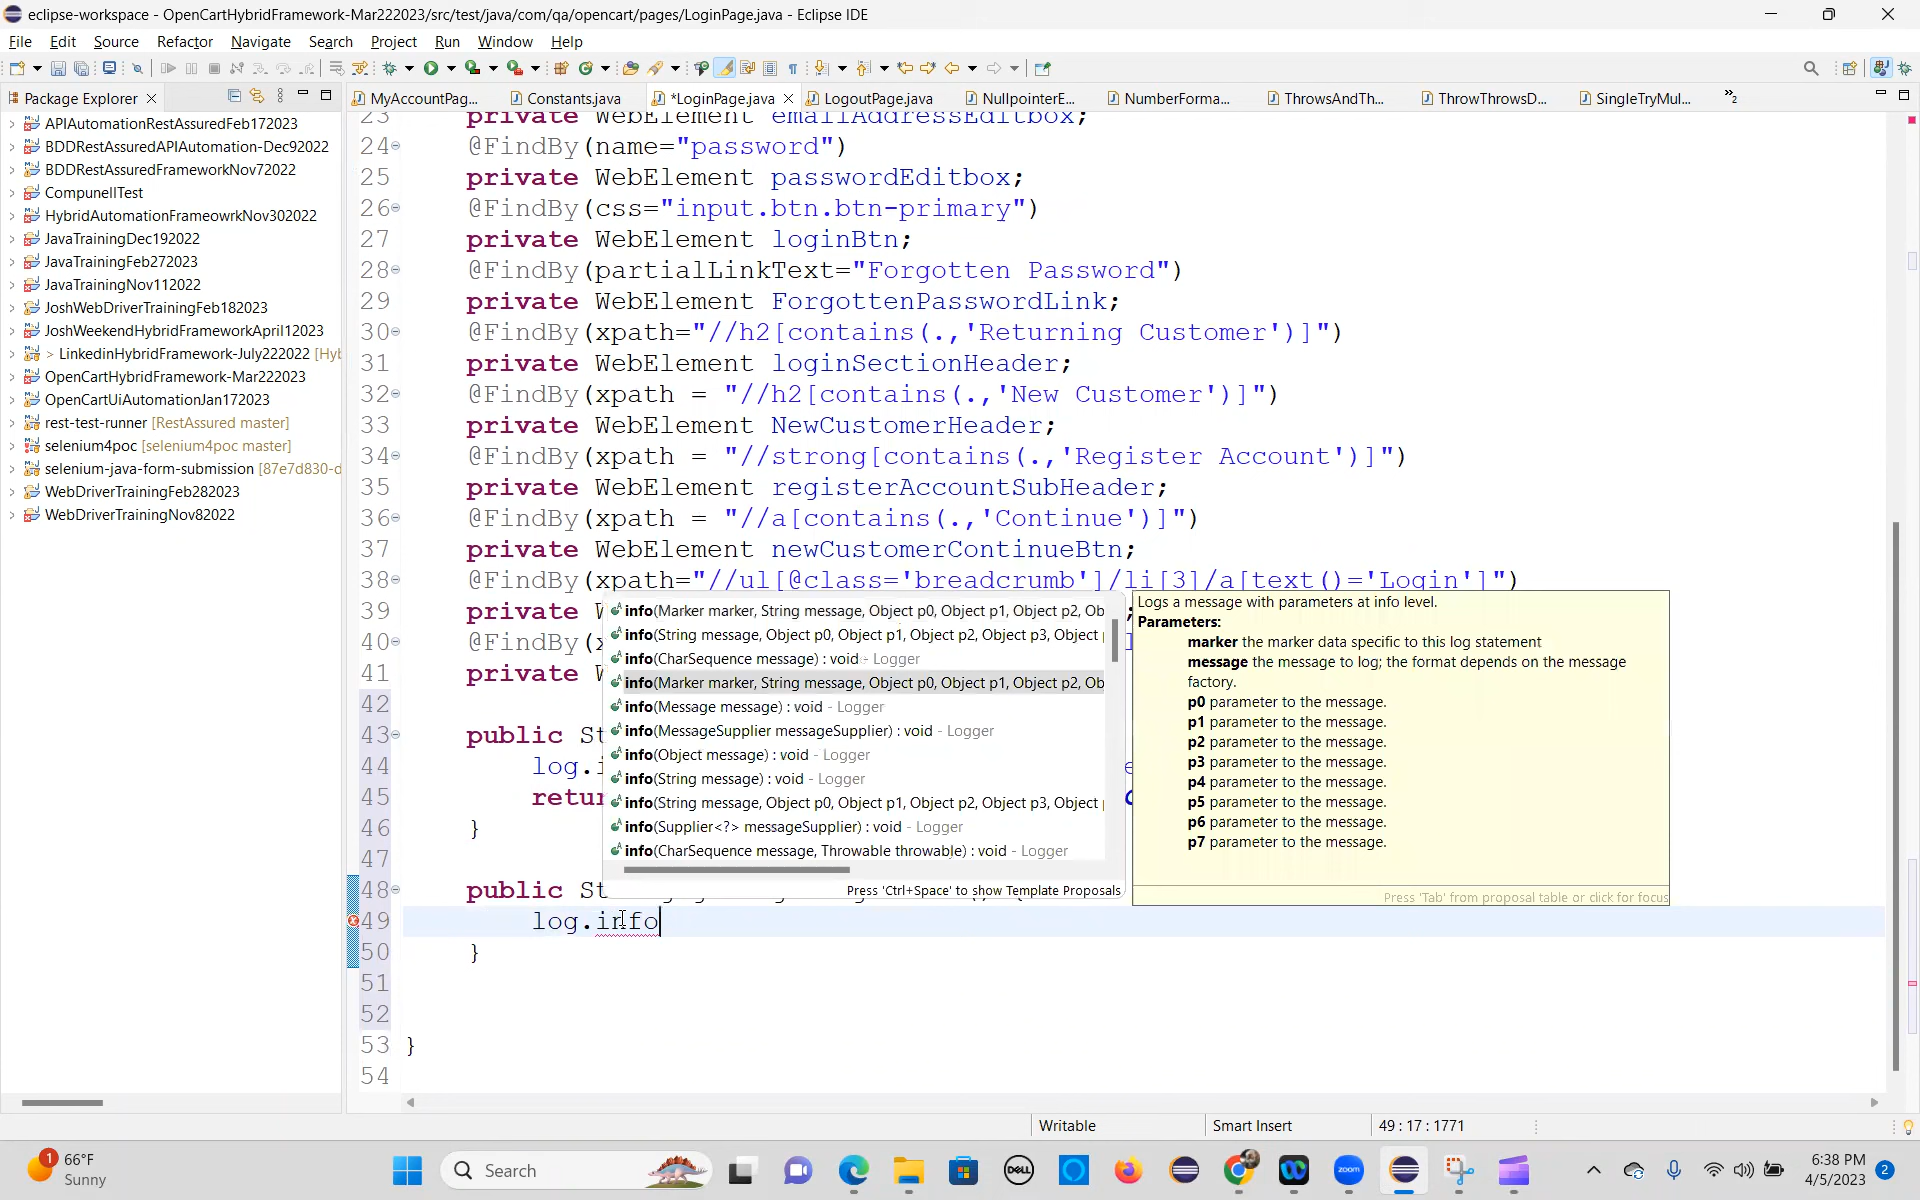 eclipse-workspace - OpenCartHybridFramework-Mar222023/src/test/java/com/qa/opencart/pages/LoginPage.java - Eclipse IDE
File Edit Source Refactor Navigate Search Project Run Window Help
Package Explorer
MyAccountPag... Constants.java *LoginPage.java LogoutPage.java NullpointerE... NumberForma... ThrowsAndTh... ThrowThrowsD... SingleTryMul... »2
APIAutomationRestAssuredFeb172023
BDDRestAssuredAPIAutomation-Dec92022
BDDRestAssuredFrameworkNov72022
CompunellTest
HybridAutomationFrameowrkNov302022
JavaTrainingDec192022
JavaTrainingFeb272023
JavaTrainingNov112022
JoshWebDriverTrainingFeb182023
JoshWeekendHybridFrameworkApril12023
> LinkedinHybridFramework-July222022 [Hyb
OpenCartHybridFramework-Mar222023
OpenCartUiAutomationJan172023
rest-test-runner [RestAssured master]
selenium4poc [selenium4poc master]
selenium-java-form-submission [87e7d830-d
WebDriverTrainingFeb282023
WebDriverTrainingNov82022
23 private WebElement emailAddressEditbox;
24 @FindBy(name="password")
25 private WebElement passwordEditbox;
26 @FindBy(css="input.btn.btn-primary")
27 private WebElement loginBtn;
28 @FindBy(partialLinkText="Forgotten Password")
29 private WebElement ForgottenPasswordLink;
30 @FindBy(xpath="//h2[contains(.,'Returning Customer')]")
31 private WebElement loginSectionHeader;
32 @FindBy(xpath = "//h2[contains(.,'New Customer')]")
33 private WebElement NewCustomerHeader;
34 @FindBy(xpath = "//strong[contains(.,'Register Account')]")
35 private WebElement registerAccountSubHeader;
36 @FindBy(xpath = "//a[contains(.,'Continue')]")
37 private WebElement newCustomerContinueBtn;
38 @FindBy(xpath="//ul[@class='breadcrumb']/li[3]/a[text()='Login']")
39 private W
40 @FindBy(x
41 private W
42
43 public St
44 log.i
45 retur
46 }
47
48 public St
49 log.info
50 }
51
52
53 }
54
info(Marker marker, String message, Object p0, Object p1, Object p2, Ob
info(String message, Object p0, Object p1, Object p2, Object p3, Object
info(CharSequence message) : void - Logger
info(Marker marker, String message, Object p0, Object p1, Object p2, Ob
info(Message message) : void - Logger
info(MessageSupplier messageSupplier) : void - Logger
info(Object message) : void - Logger
info(String message) : void - Logger
info(String message, Object p0, Object p1, Object p2, Object p3, Object
info(Supplier<?> messageSupplier) : void - Logger
info(CharSequence message, Throwable throwable) : void - Logger
Press 'Ctrl+Space' to show Template Proposals
Logs a message with parameters at info level.
Parameters:
marker the marker data specific to this log statement
message the message to log; the format depends on the message
factory.
p0 parameter to the message.
p1 parameter to the message.
p2 parameter to the message.
p3 parameter to the message.
p4 parameter to the message.
p5 parameter to the message.
p6 parameter to the message.
p7 parameter to the message.
Press 'Tab' from proposal table or click for focus
Writable Smart Insert 49 : 17 : 1771
1 66°F
Sunny
Search
DELL
zoom
6:38 PM
4/5/2023
2